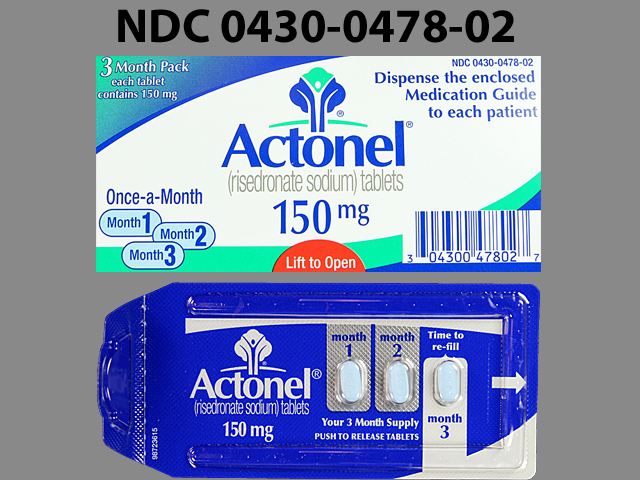 NDC 0430-0478-02
3 Month Pack
each tablet
contains 150 mg
NDC 0430-0478-02
Dispense the enclosed
Medication Guide
to each patient
®
Actonel®
(risedronate sodium) tablets
150 mg
Once-a-Month
Month 1
Month 2
Month 3
Lift to Open
3 04300 47802 7
month
1
month
2
Time to
re-fill
month
3
Actonel®
(risedronate sodium) tablets
150 mg
Your 3 Month Supply
PUSH TO RELEASE TABLETS
98723615